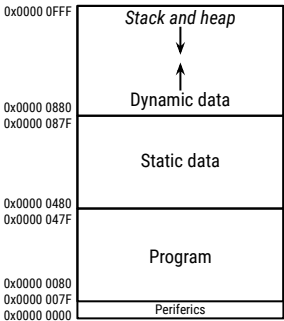 0x0000 0FFF
Stack and heap
Dynamic data
0x0000 0880
0x0000 087F
Static data
0x0000 0480
0x0000 047F
Program
0x0000 0080
0x0000 007F
Periferics
0x0000 0000